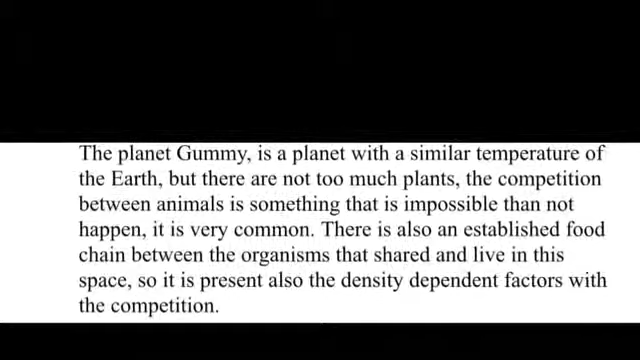 The planet Gummy, is a planet with a similar temperature of
the Earth, but there are not too much plants, the competition
between animals is something that is impossible than not
happen, it is very common. There is also an established food
chain between the organisms that shared and live in this
space, so it is present also the density dependent factors with
the competition.